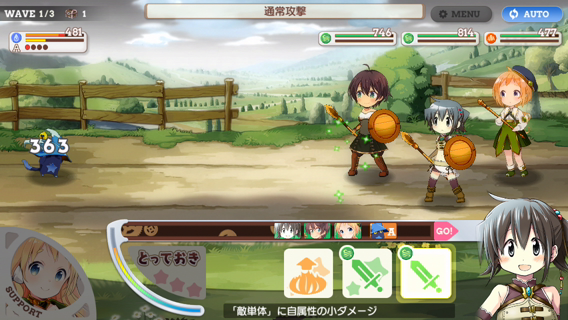 WAVE 1/3 1
通常攻撃
MENU
AUTO
481
746
814
477
A
363
GO!
とっておき
SUPPORT
「敵単体」に自属性の小ダメージ